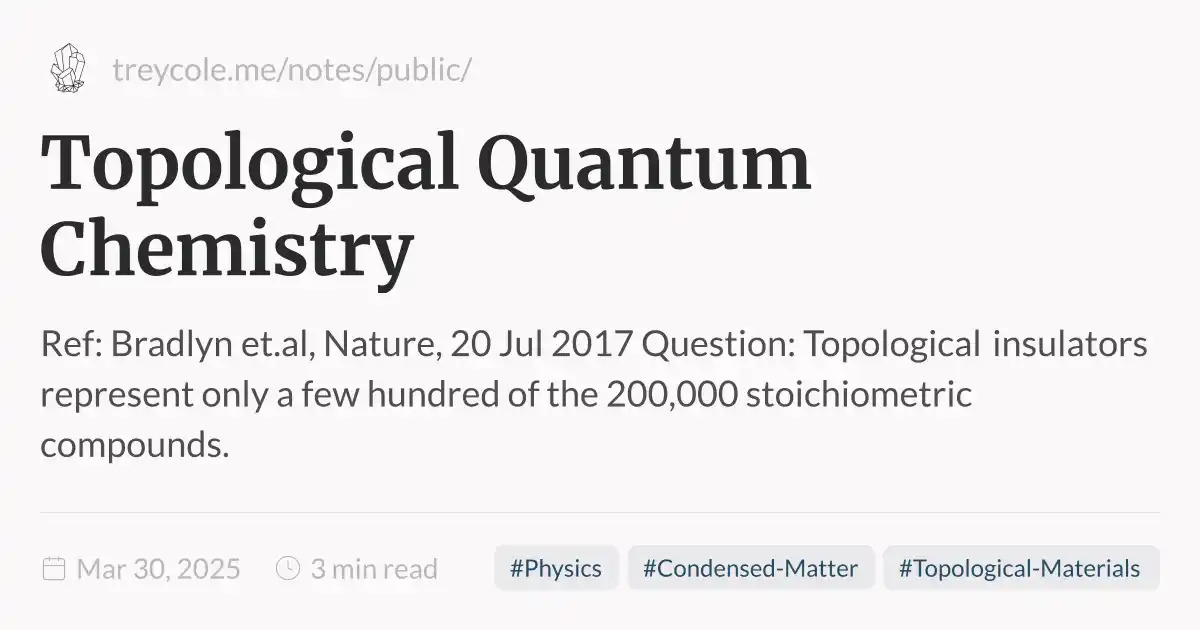 treycole.me/notes/public/
Topological Quantum
Chemistry
Ref: Bradlyn et.al, Nature, 20 Jul 2017 Question: Topological insulators
represent only a few hundred of the 200,000 stoichiometric
compounds.
Mar 30, 2025 3 min read #Physics #Condensed-Matter #Topological-Materials